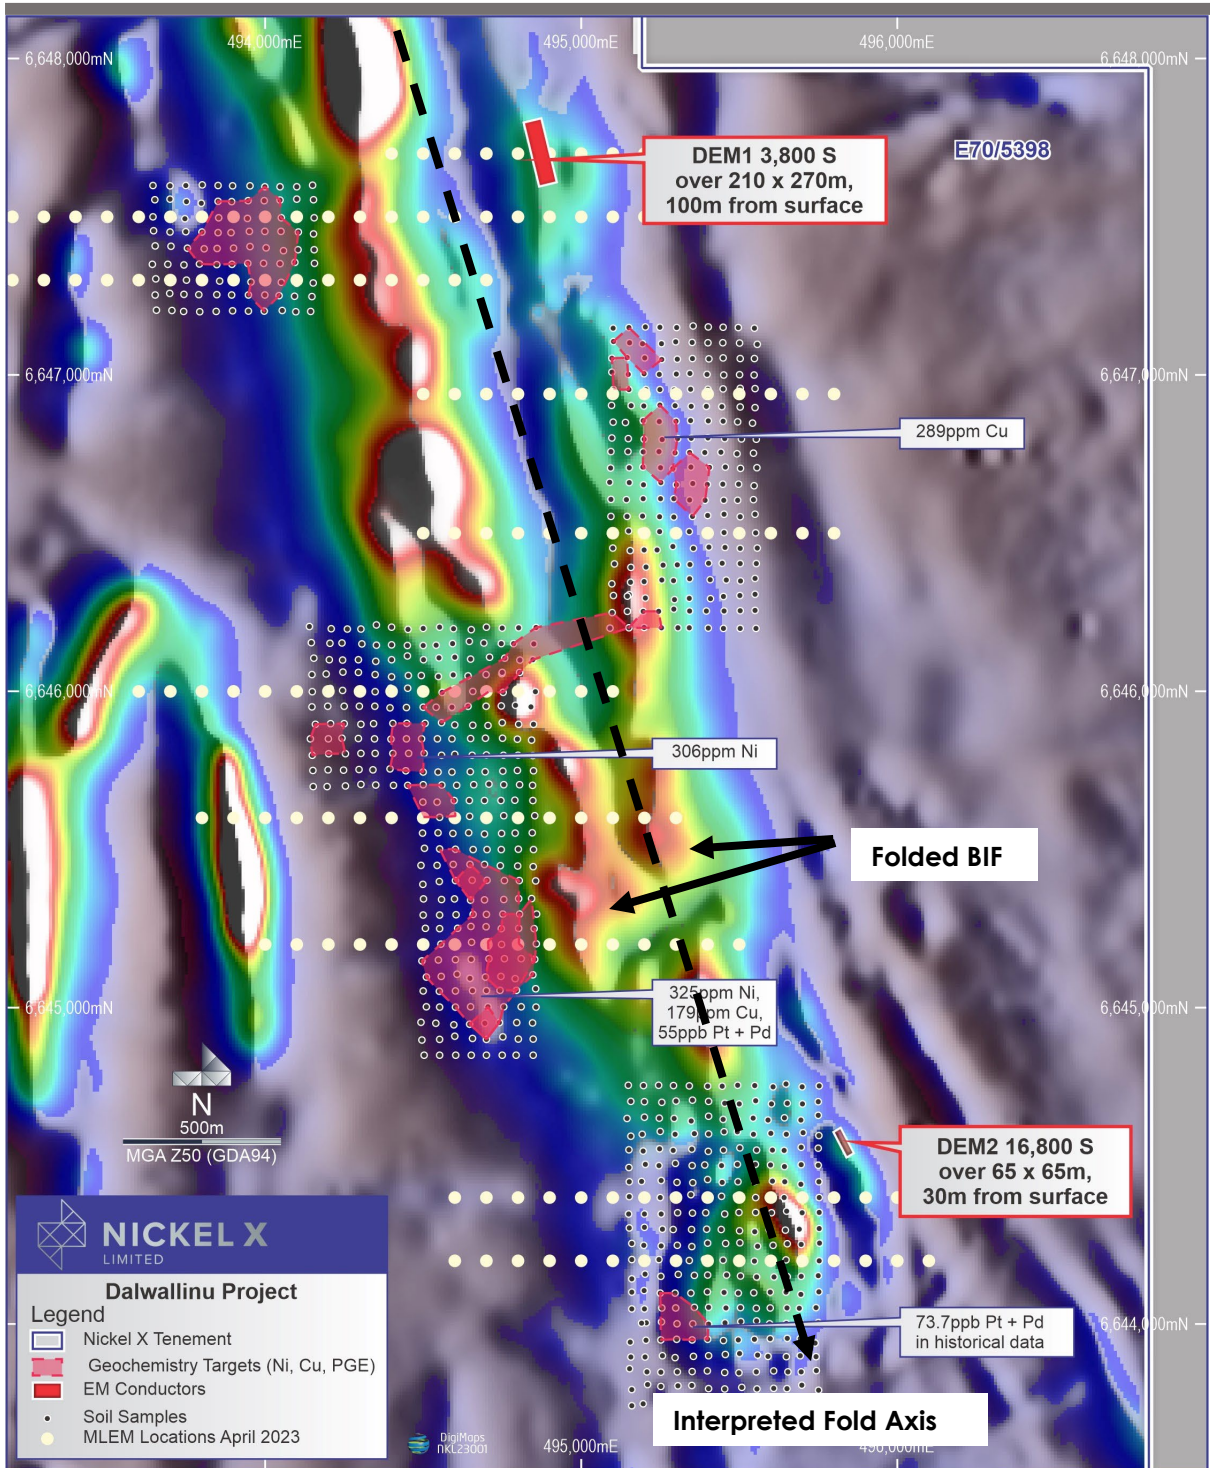 494,000mE
495,000mE
496,000mE
6,648,000mN
6,648,000mN
E70/5398
DEM1 3,800 S
over 210 x 270m,
100m from surface
6,647,000mN
6,647,000mN
289ppm Cu
6,646,000mN
6,646,000mN
306ppm Ni
Folded BIF
325ppm Ni,
179ppm Cu,
55ppb Pt + Pd
6,645,000mN
6,645,000mN
N
500m
MGA Z50 (GDA94)
DEM2 16,800 S
over 65 x 65m,
30m from surface
NICKEL X
LIMITED
Dalwallinu Project
Legend
Nickel X Tenement
Geochemistry Targets (Ni, Cu, PGE)
EM Conductors
Soil Samples
MLEM Locations April 2023
73.7ppb Pt + Pd
in historical data
6,644,000mN
Interpreted Fold Axis
DigiMaps
NKL23001
495,000mE
496,000mE